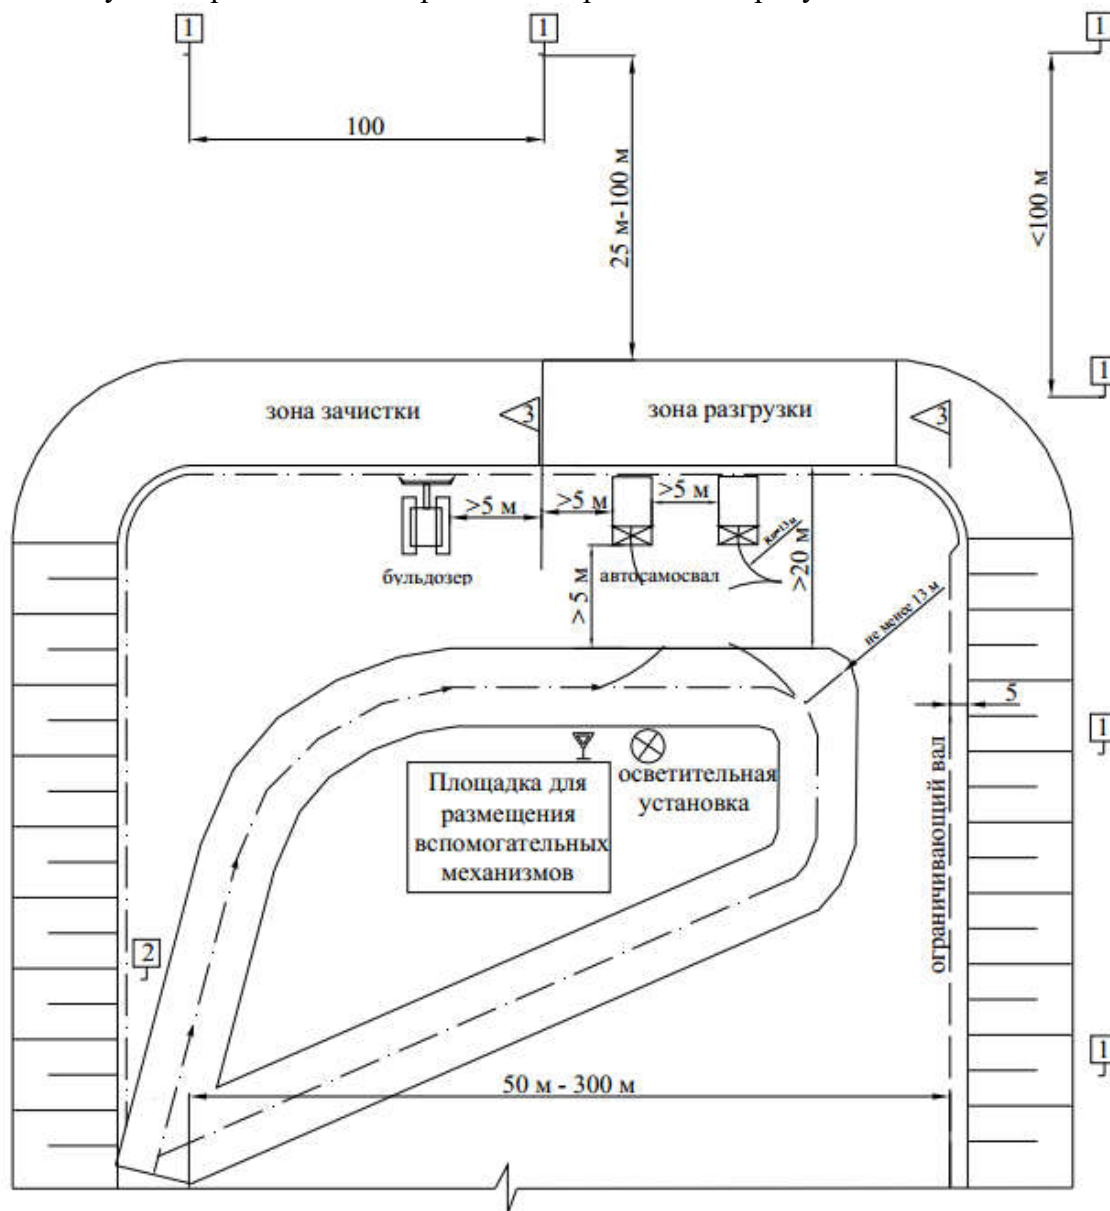 1
1
1
100
25 м-100 м
<100 м
1
зона зачистки
3
зона разгрузки
3
>5 м
>5 м
>5 м
бульдозер
автосамосвал
> 5 м
>20 м
не менее 13 м
5
1
осветительная
установка
Площадка для
размещения
вспомогательных
механизмов
ограничивающий вал
2
1
50 м - 300 м